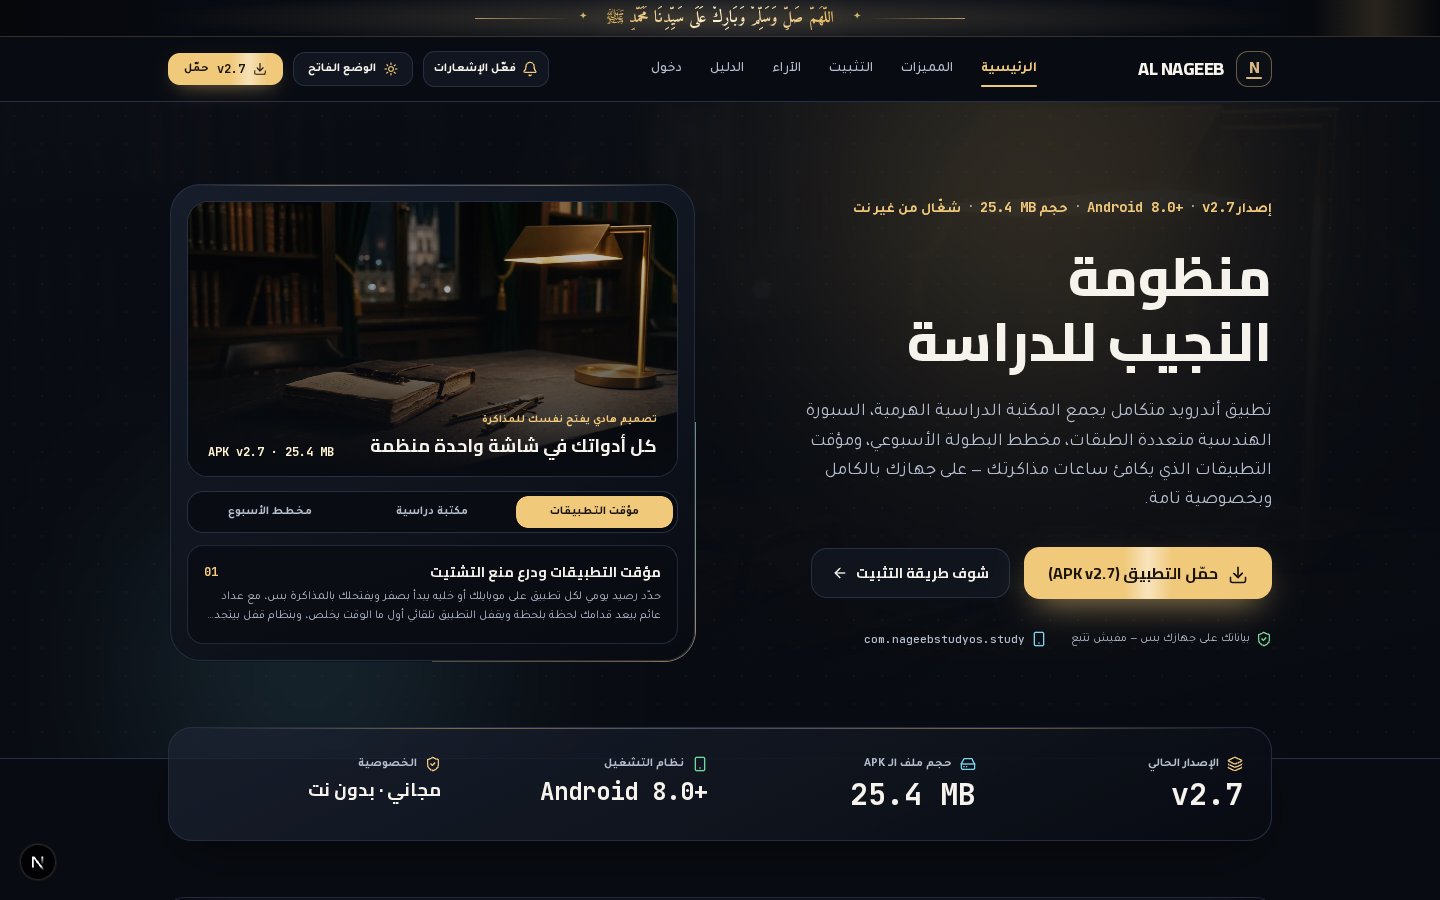 اللَّهُمَّ صَلِّ وَسَلِّمْ وَبَارِكْ عَلَى سَيِّدِنَا مُحَمَّدٍ ﷺ
N
AL NAGEEB
الرئيسية
المميزات
التثبيت
الآراء
الدليل
دخول
فعّل الإشعارات
الوضع الفاتح
v2.7 حمّل
إصدار v2.7 · Android 8.0+ · حجم 25.4 MB · شغّال من غير نت
منظومة
النجيب للدراسة
تطبيق أندرويد متكامل يجمع المكتبة الدراسية الهرمية، السبورة
الهندسية متعددة الطبقات، مخطط البطولة الأسبوعي، ومؤقت
التطبيقات الذي يكافئ ساعات مذاكرتك – على جهازك بالكامل
وبخصوصية تامة.
حمّل التطبيق (APK v2.7)
شوف طريقة التثبيت
بياناتك على جهازك بس – مفيش تتبع
com.nageebstudyos.study
تصميم هادي يفتح نفسك للمذاكرة
كل أدواتك في شاشة واحدة منظمة
APK v2.7 · 25.4 MB
مؤقت التطبيقات
مكتبة دراسية
مخطط الأسبوع
مؤقت التطبيقات ودرع منع التشتيت
01
حدّد رصيد يومي لكل تطبيق على موبايلك أو خليه يبدأ بصفر ويفتحلك بالمذاكرة بس، مع عداد
عائم بيعد قدامك لحظة بلحظة ويقفل التطبيق تلقائي أول ما الوقت يخلص، وبنظام قفل بيتجد...
الإصدار الحالي
v2.7
حجم ملف الـ APK
25.4 MB
نظام التشغيل
Android 8.0+
الخصوصية
مجاني · بدون نت
N